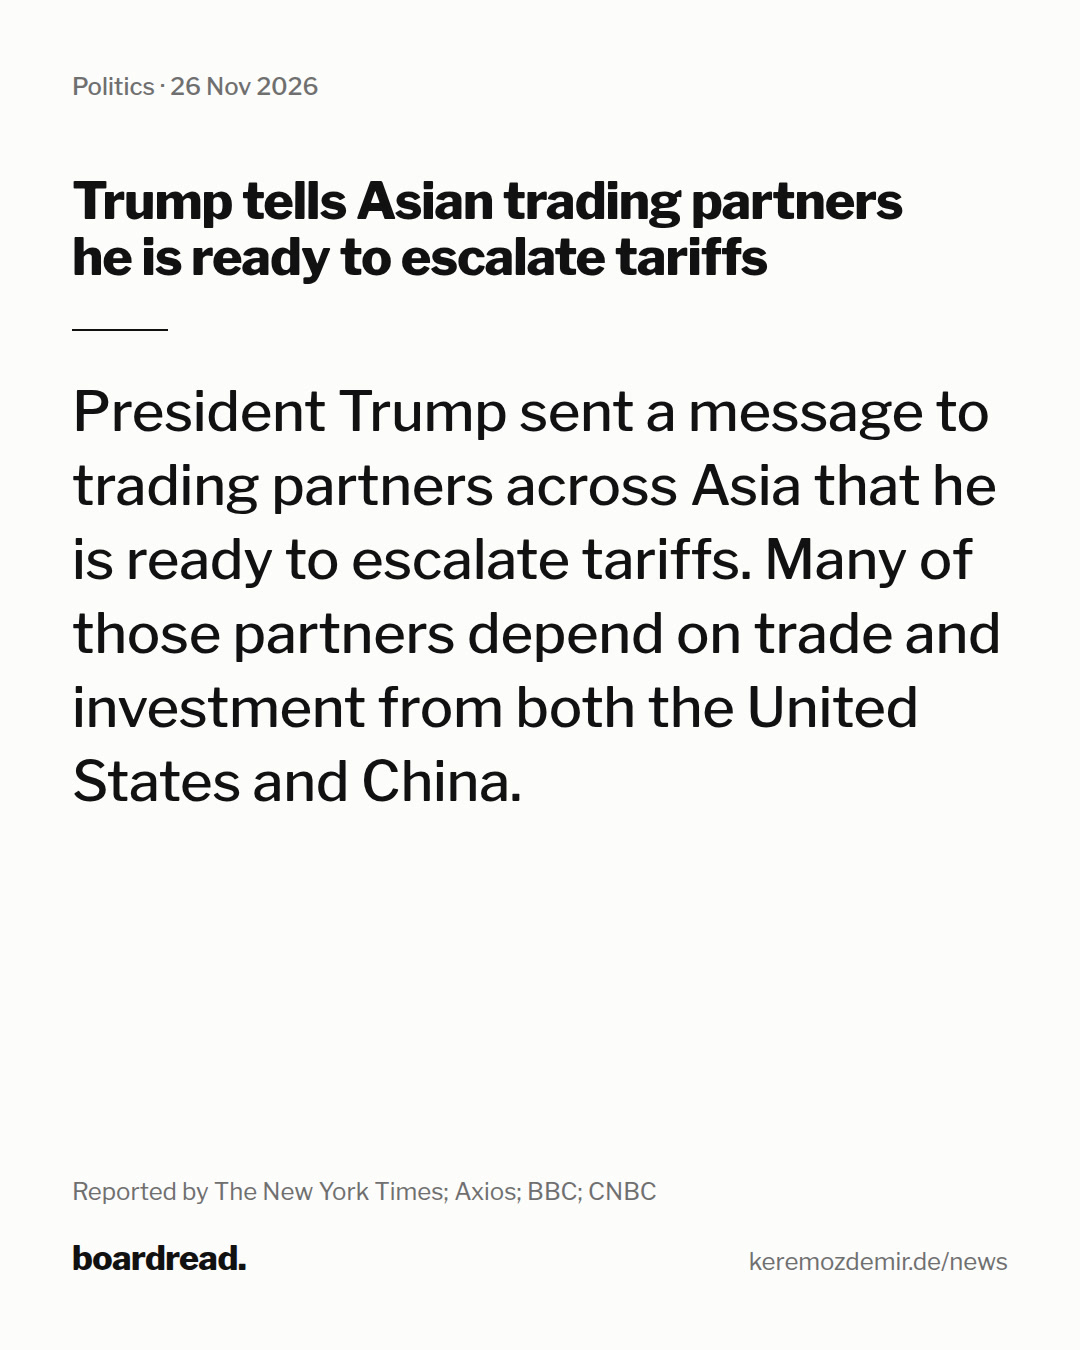 Politics · 26 Nov 2026
Trump tells Asian trading partners
he is ready to escalate tariffs
President Trump sent a message to
trading partners across Asia that he
is ready to escalate tariffs. Many of
those partners depend on trade and
investment from both the United
States and China.
Reported by The New York Times; Axios; BBC; CNBC
boardread.
keremozdemir.de/news